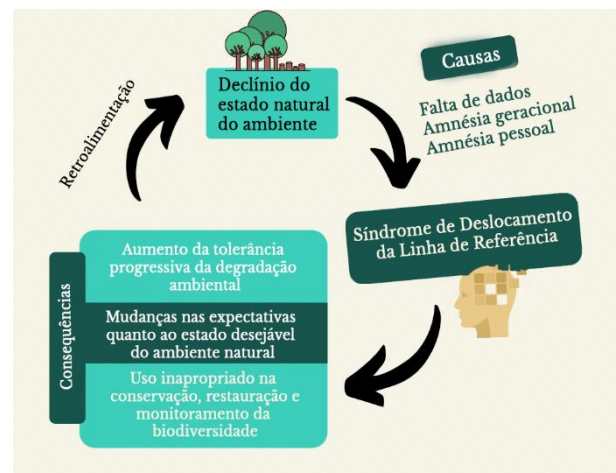 Declínio do
estado natural
do ambiente
Causas
Falta de dados
Amnésia geracional
Amnésia pessoal
Retroalimentação
Síndrome de Deslocamento
da Linha de Referência
Consequências
Aumento da tolerância
progressiva da degradação
ambiental
Mudanças nas expectativas
quanto ao estado desejável
do ambiente natural
Uso inapropriado na
conservação, restauração e
monitoramento da
biodiversidade